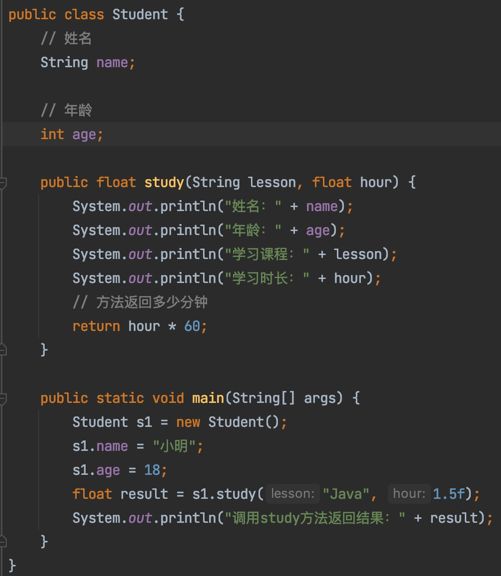 public class Student {
// 姓名
String name;
// 年龄
int age;
public float study(String lesson, float hour) {
System.out.println("姓名：" + name);
System.out.println("年龄：" + age);
System.out.println("学习课程：" + lesson);
System.out.println("学习时长：" + hour);
// 方法返回多少分钟
return hour * 60;
}
public static void main(String[] args) {
Student s1 = new Student();
s1.name = "小明";
s1.age = 18;
float result = s1.study( lesson: "Java", hour: 1.5f);
System.out.println("调用study方法返回结果：" + result);
}
}